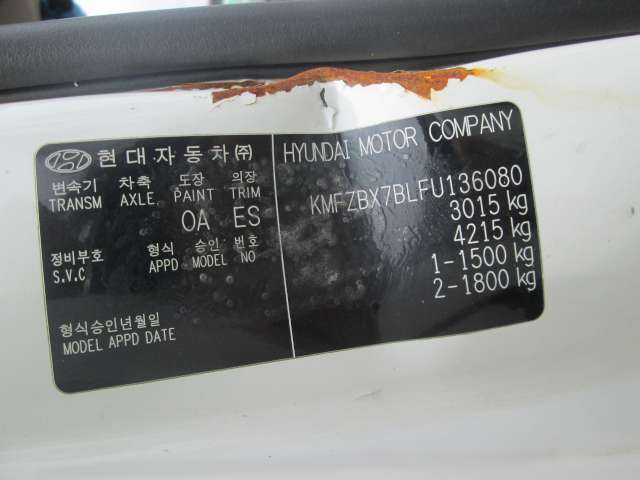 현대자동차㈜
변속기 차축 도장 의장
TRANSM AXLE PAINT TRIM
OA ES
정비부호 형식 승인 번호
S.V.C APPD MODEL NO
형식승인년월일
MODEL APPD DATE
HYUNDAI MOTOR COMPANY
KMFZBX7BLFU136080
3015 kg
4215 kg
1-1500 kg
2-1800 kg